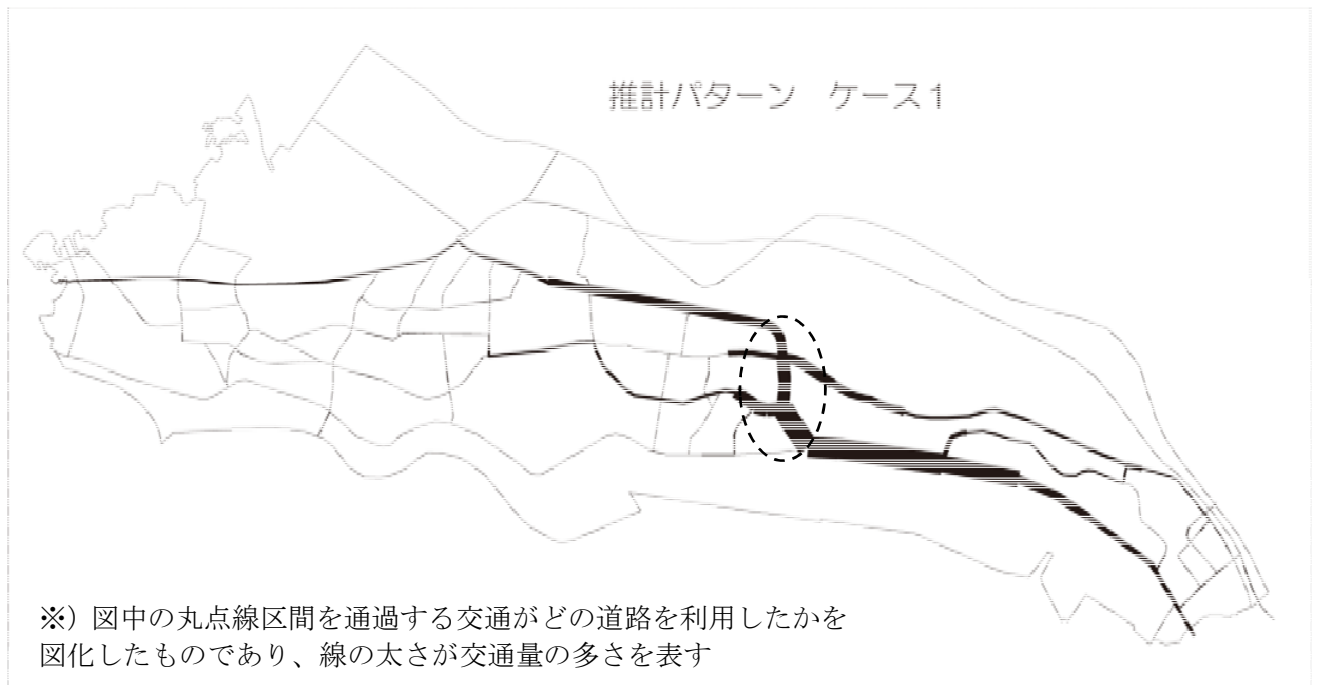 推計パターン　ケース1
※）図中の丸点線区間を通過する交通がどの道路を利用したかを
図化したものであり、線の太さが交通量の多さを表す